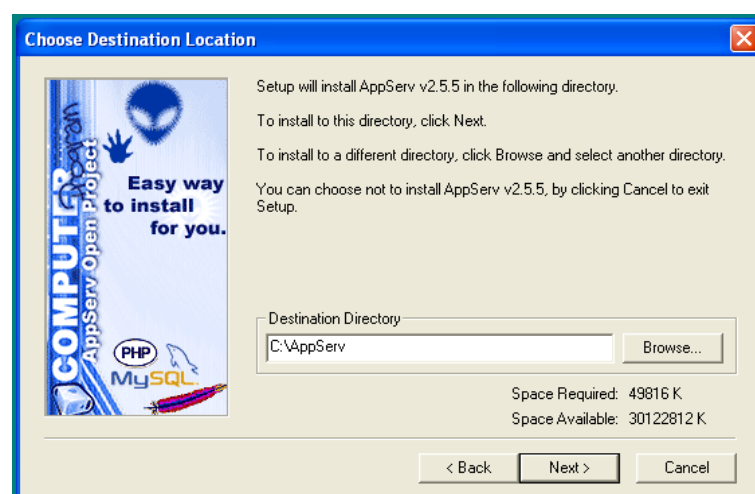 Choose Destination Location
Setup will install AppServ v2.5.5 in the following directory.
To install to this directory, click Next.
To install to a different directory, click Browse and select another directory.
You can choose not to install AppServ v2.5.5, by clicking Cancel to exit
Setup.
COMPUTER
Program
AppServ Open Project
Easy way
to install
for you.
PHP
MySQL
Destination Directory
C:\AppServ
Browse...
Space Required: 49816 K
Space Available: 30122812 K
< Back
Next >
Cancel